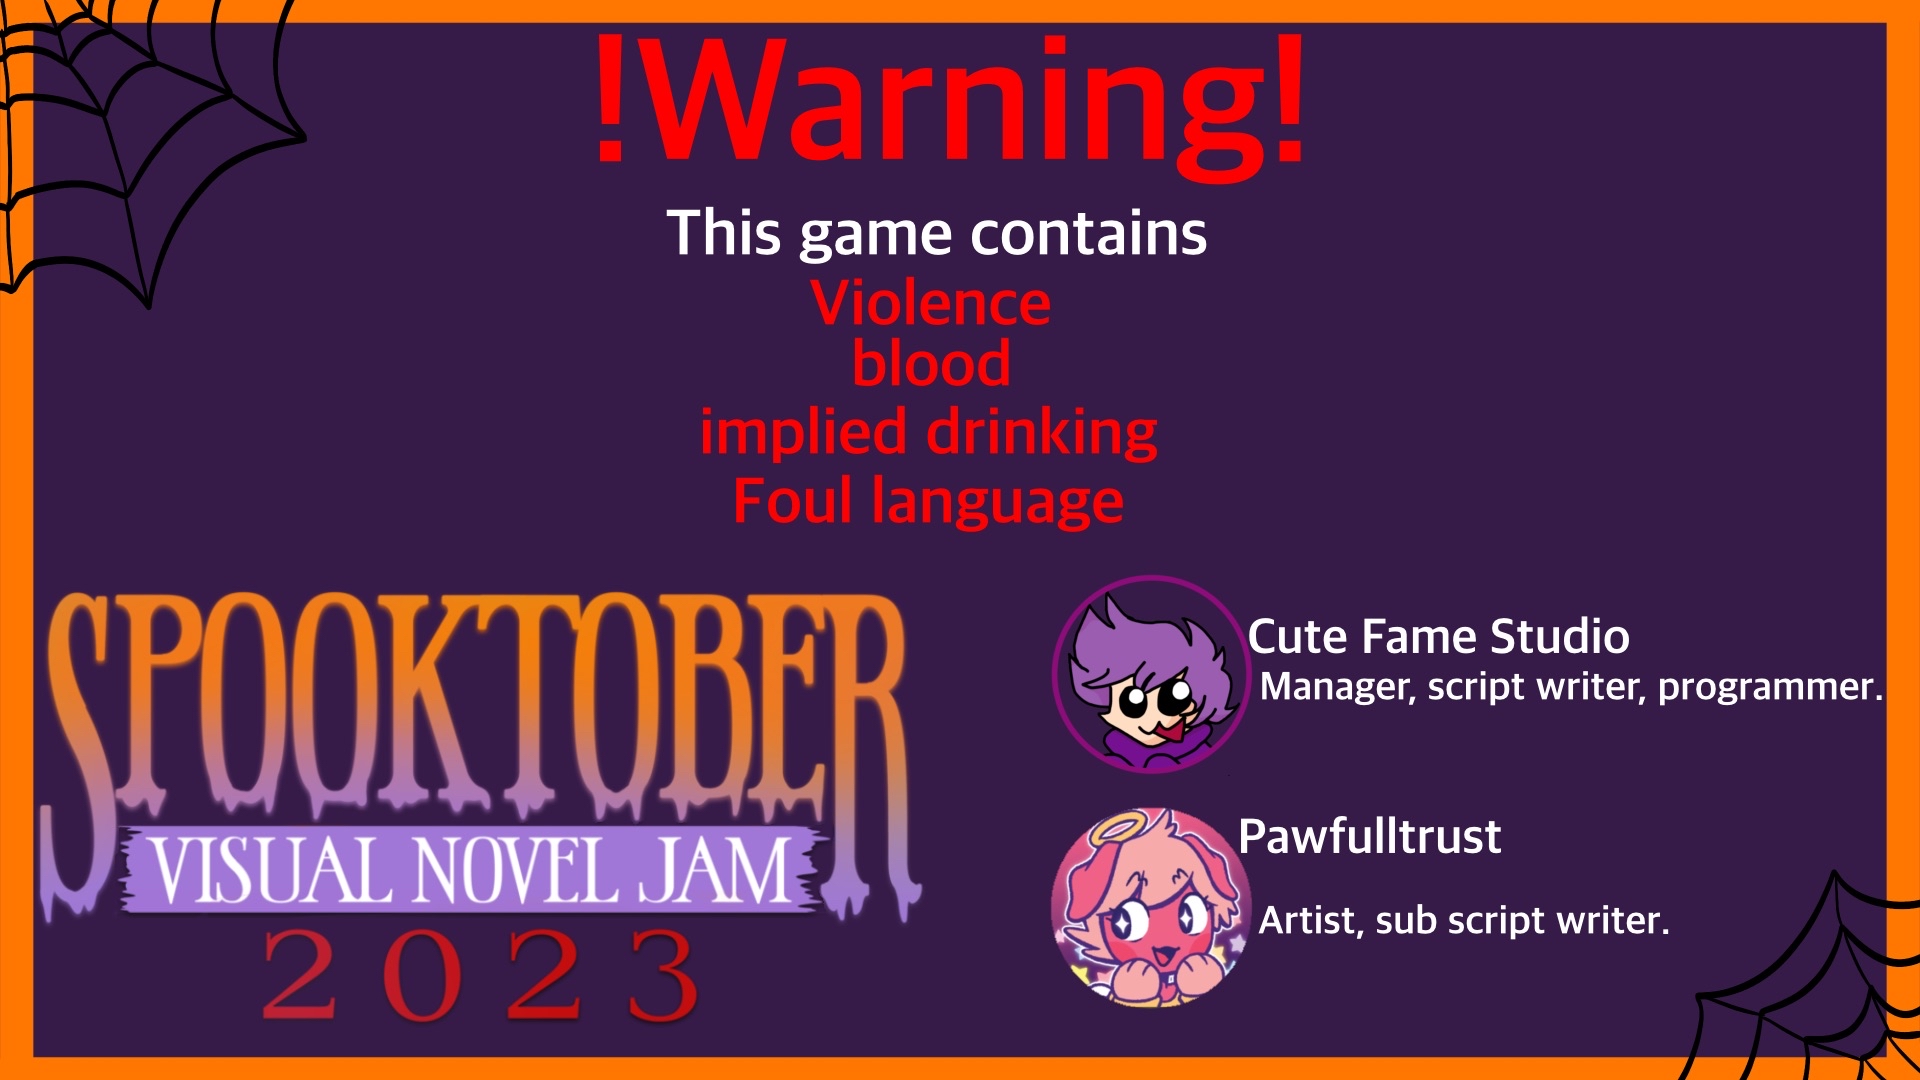 !Warning!
This game contains
Violence
blood
implied drinking
Foul language
SPOOKTOBER
VISUAL NOVEL JAM
2023
Cute Fame Studio
Manager, script writer, programmer.
Pawfulltrust
Artist, sub script writer.